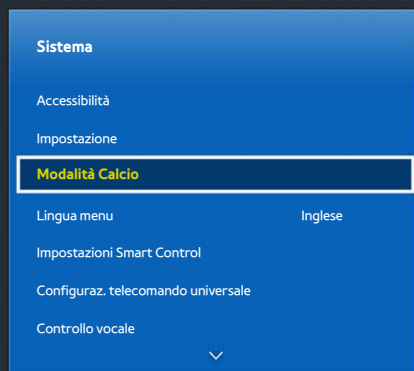 Sistema
Accessibilità
Impostazione
Modalità Calcio
Lingua menu Inglese
Impostazioni Smart Control
Configuraz. telecomando universale
Controllo vocale